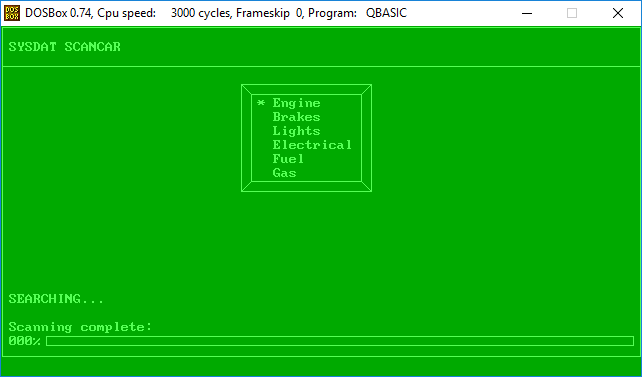 DOSBox 0.74, Cpu speed: 3000 cycles, Frameskip 0, Program: QBASIC
SYSDAT SCANCAR
* Engine
Brakes
Lights
Electrical
Fuel
Gas
SEARCHING...
Scanning complete:
000%